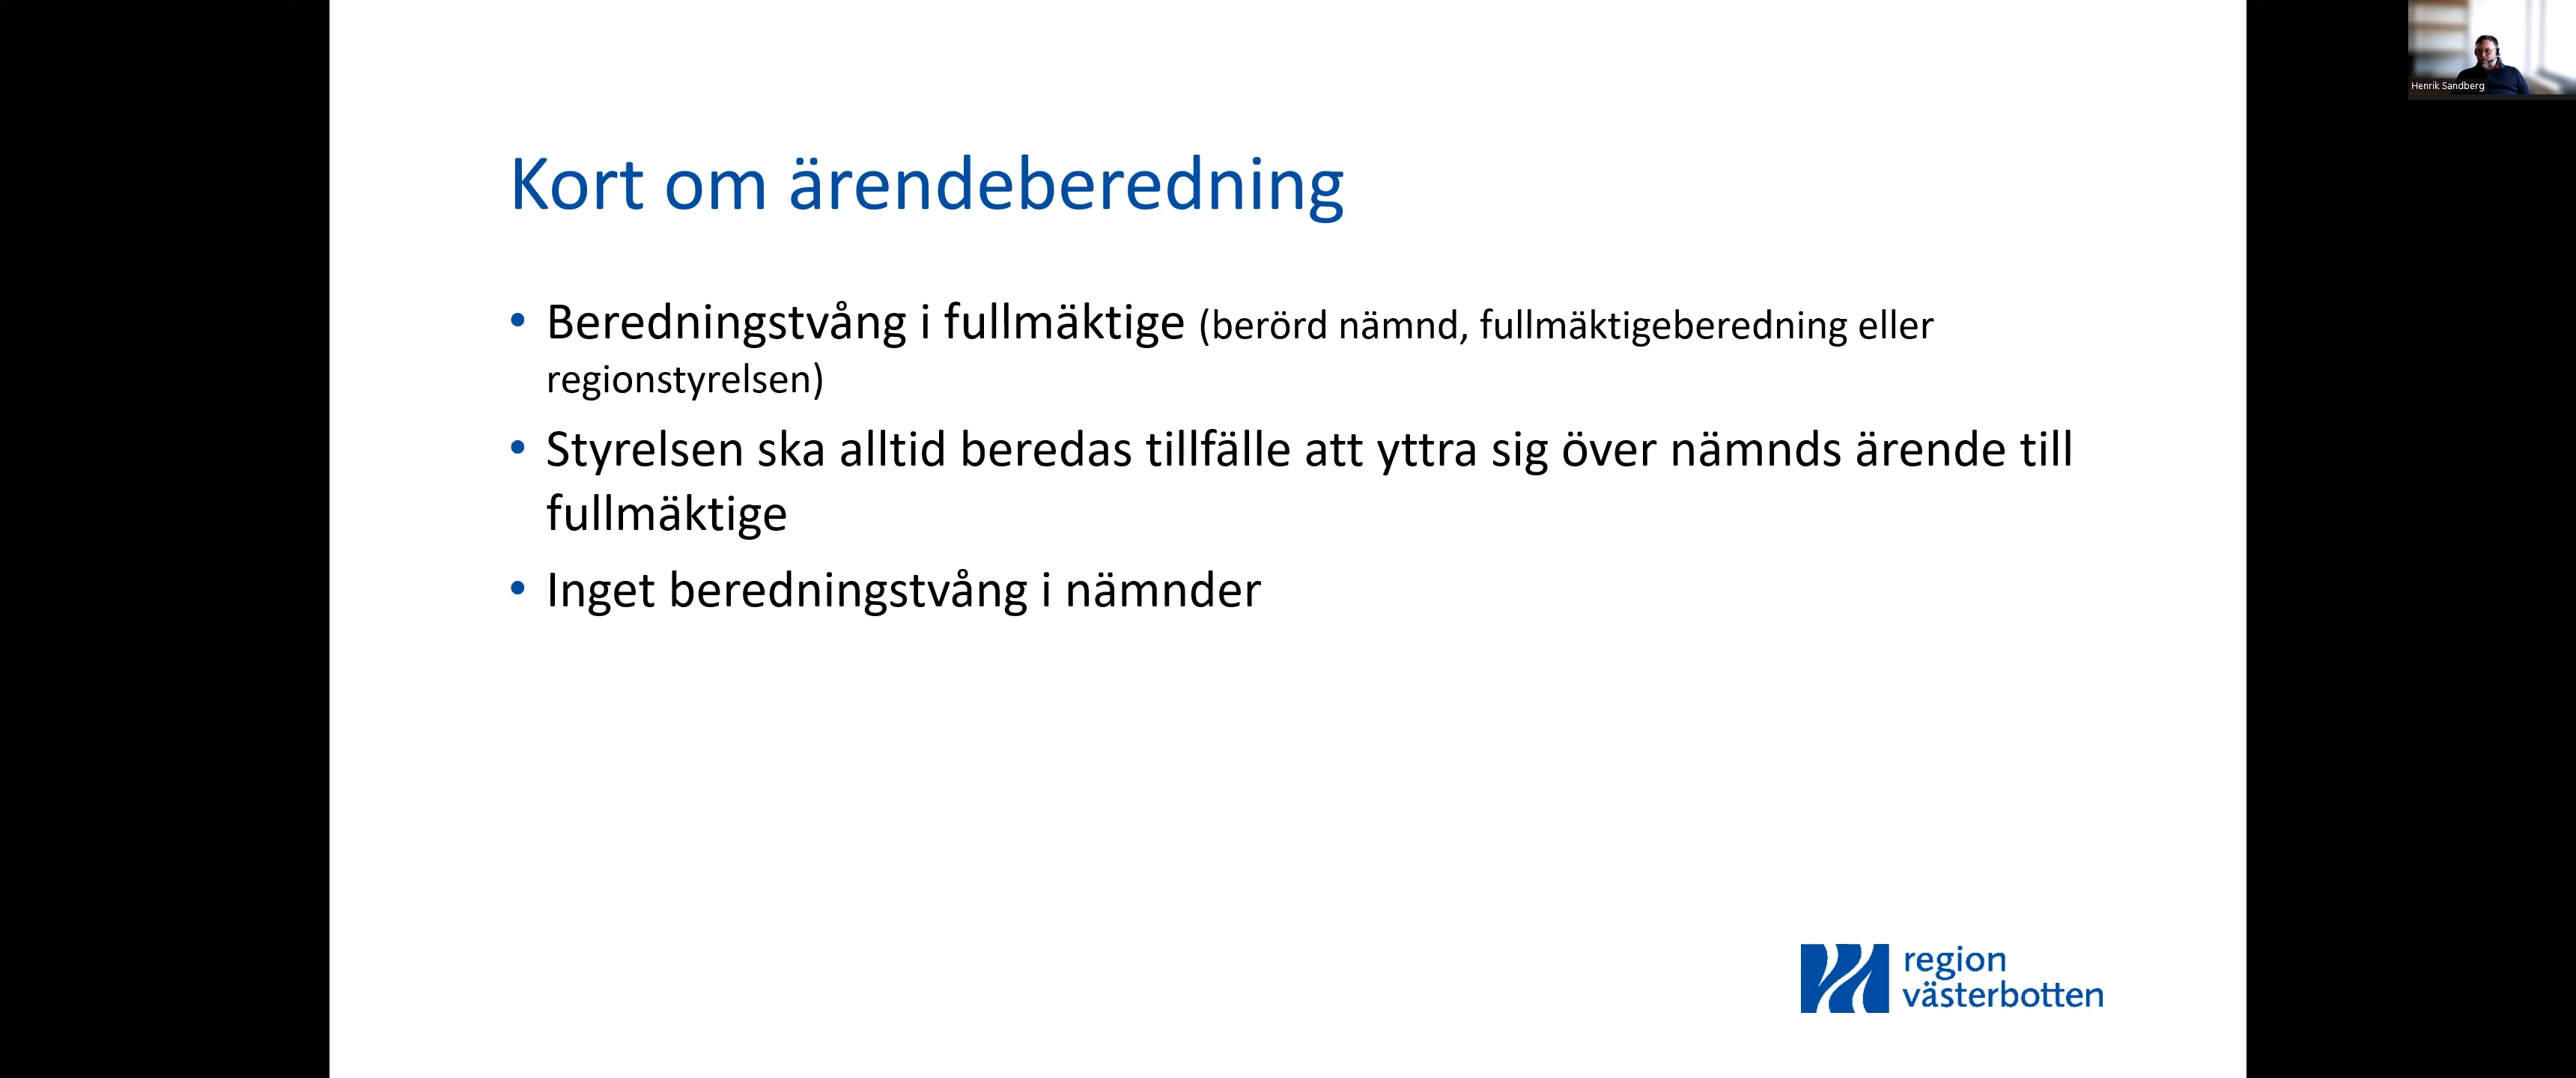 Henrik Sandberg
Kort om ärendeberedning
• Beredningstvång i fullmäktige (berörd nämnd, fullmäktigeberedning eller
regionstyrelsen)
• Styrelsen ska alltid beredas tillfälle att yttra sig över nämnds ärende till
fullmäktige
• Inget beredningstvång i nämnder
region
västerbotten